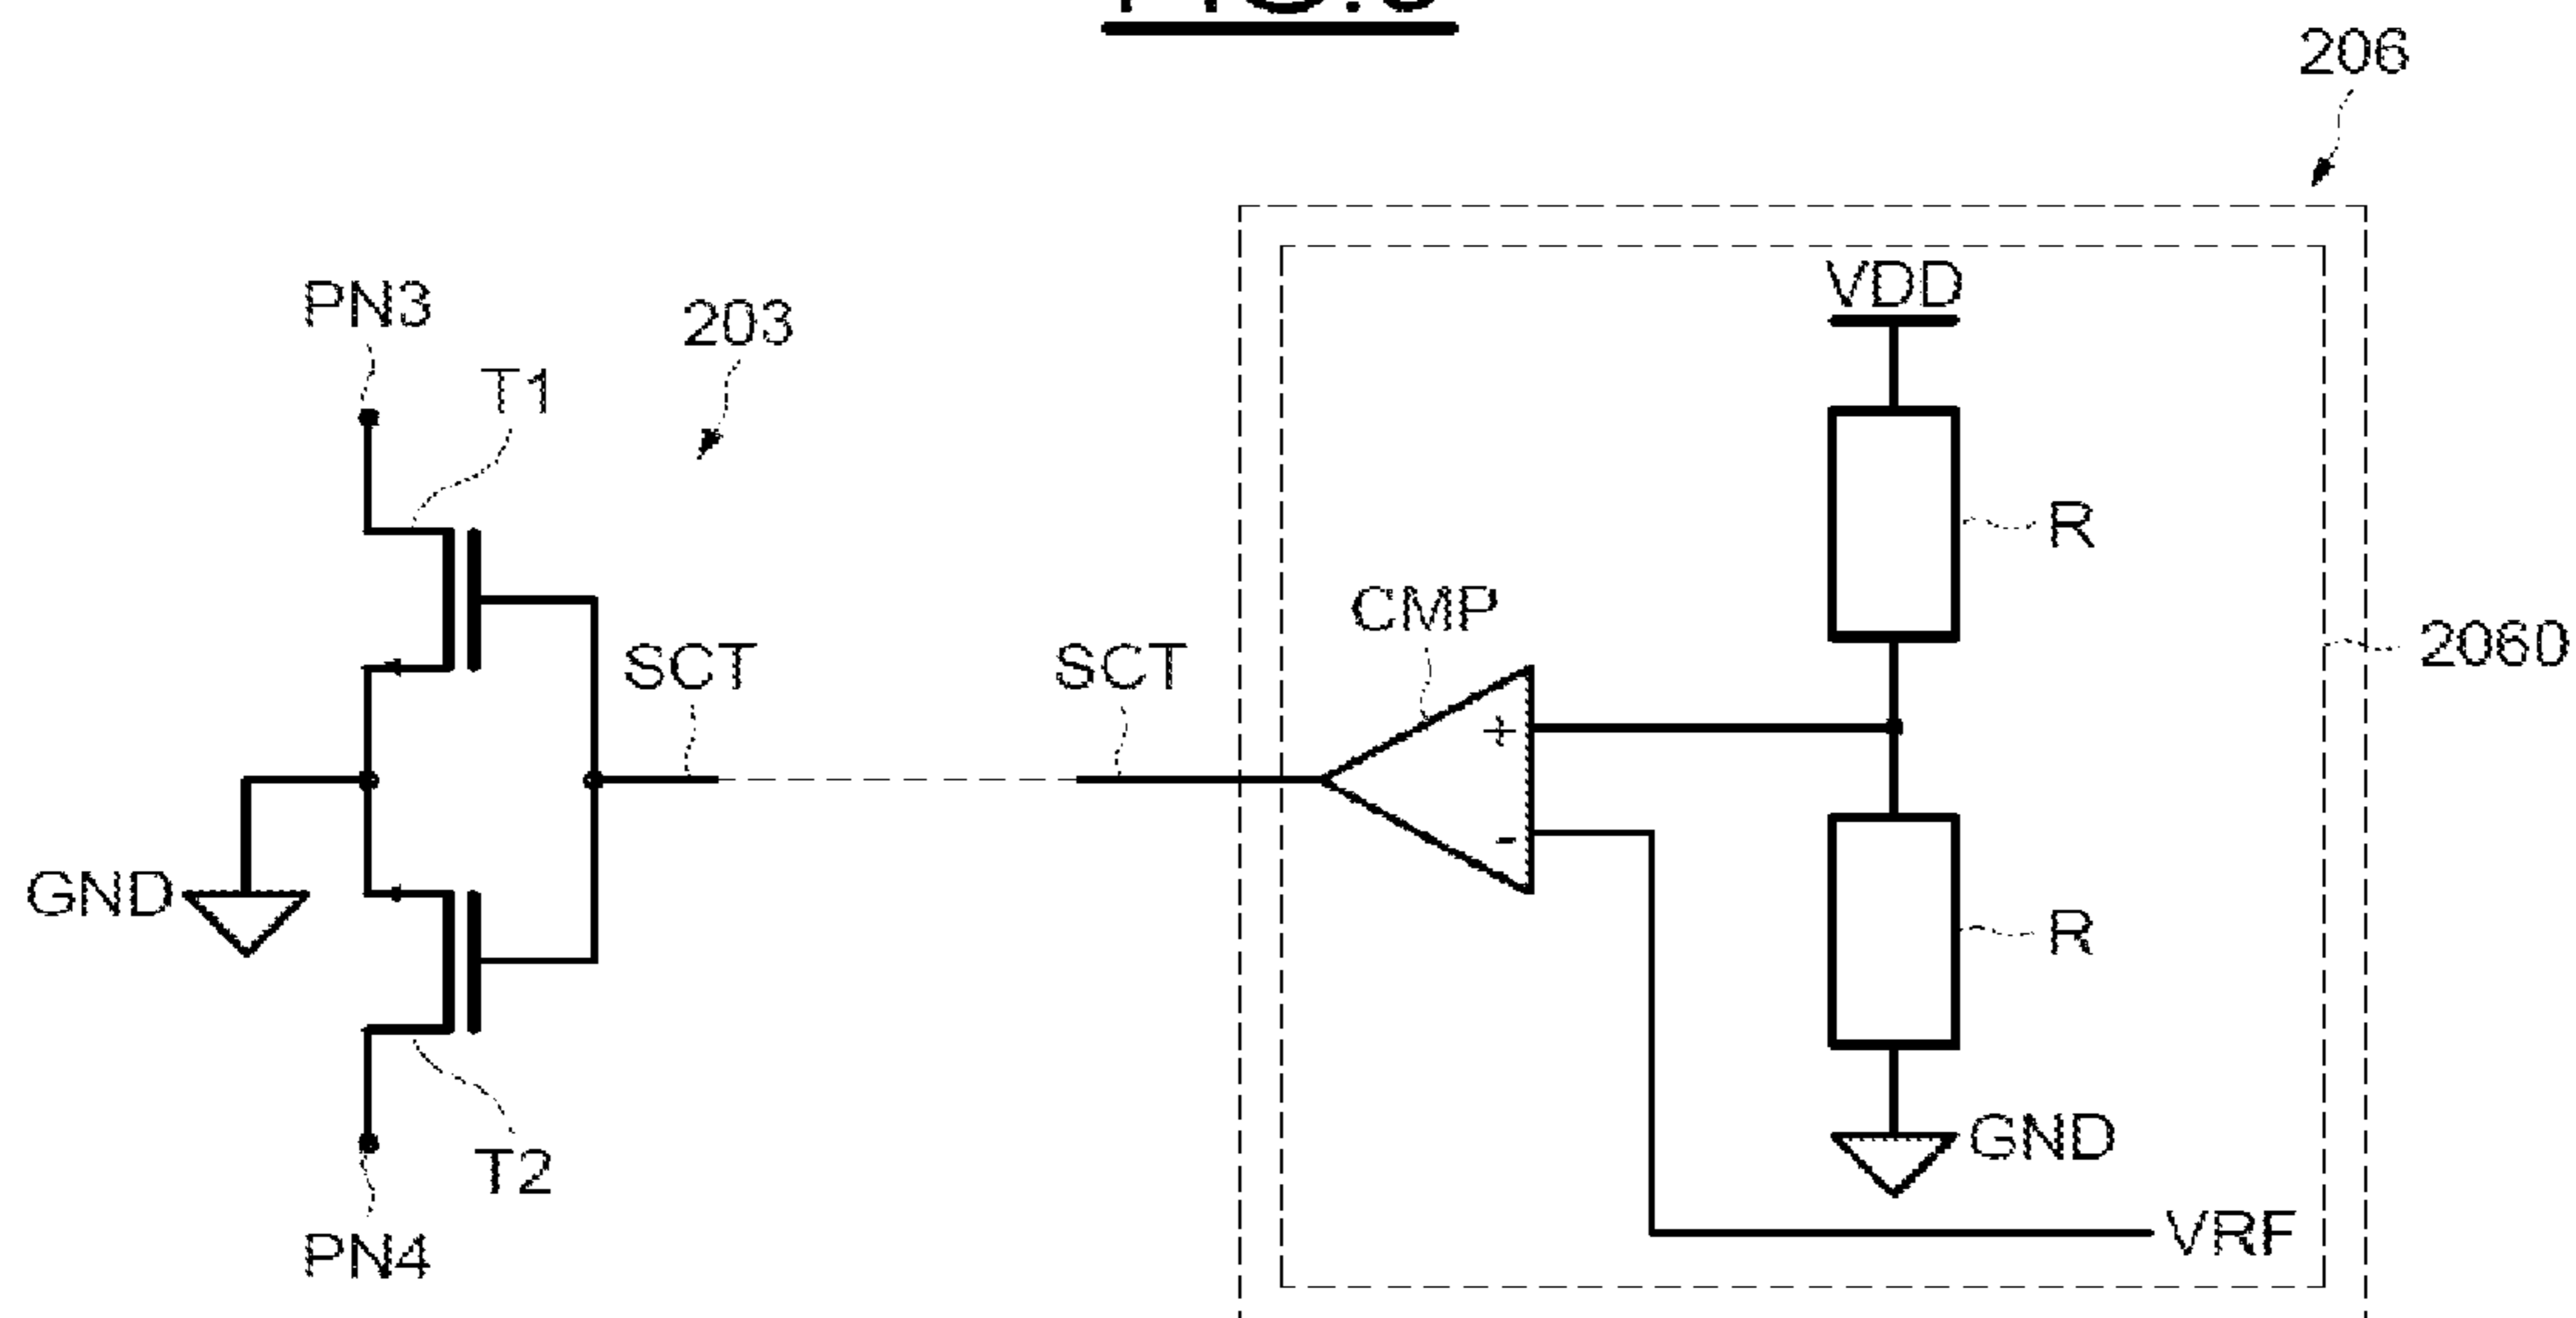 206
VDD
PN3
203
T1
R
CMP
SCT
SCT
2060
+
-
GND
R
GND
T2
VRF
PN4